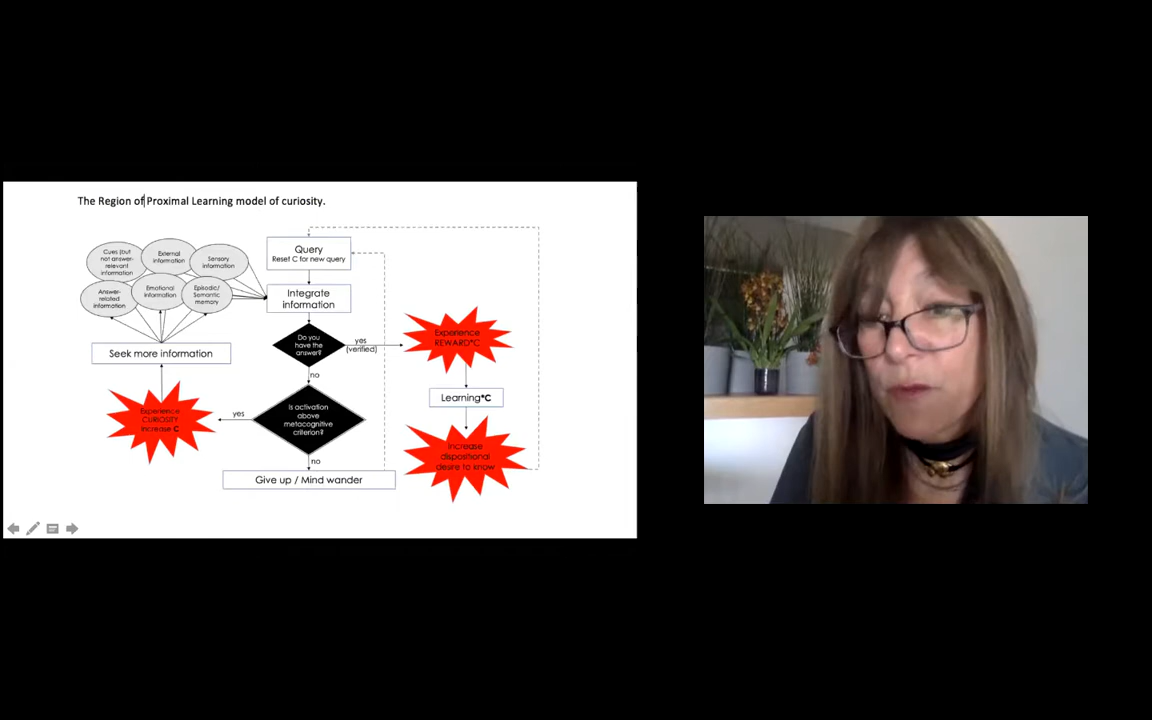 The Region of Proximal Learning model of curiosity.
Query
Reset C for new query
Cues (but
not answer-
relevant
information)
External
information
Sensory
information
Answer-
related
information
Emotional
information
Episodic/
Semantic
memory
Integrate
information
Do you
have the
answer?
yes
(verified)
Experience
REWARD*C
Seek more information
no
Learning*C
Experience
CURIOSITY
Increase C
yes
Is activation
above
metacognitive
criterion?
Increase
dispositional
desire to know
no
Give up / Mind wander